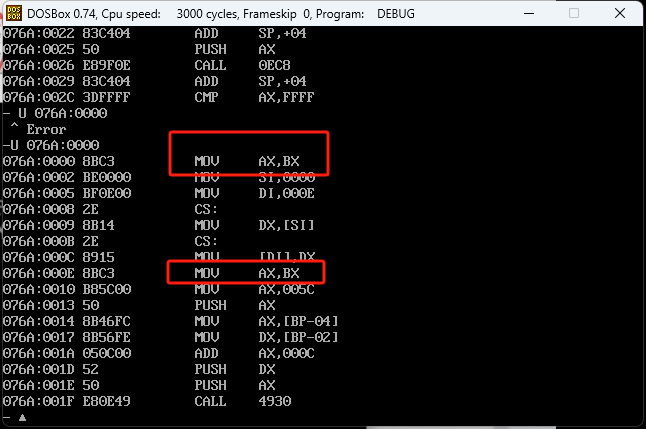 DOSBox 0.74, Cpu speed: 3000 cycles, Frameskip 0, Program: DEBUG
076A:0022 83C404 ADD SP,+04
076A:0025 50 PUSH AX
076A:0026 E89F0E CALL 0EC8
076A:0029 83C404 ADD SP,+04
076A:002C 3DFFFF CMP AX,FFFF
- U 076A:0000
^ Error
-U 076A:0000
076A:0000 8BC3 MOV AX,BX
076A:0002 BE0000 MOV SI,0000
076A:0005 BF0E00 MOV DI,000E
076A:0008 2E CS:
076A:0009 8B14 MOV DX,[SI]
076A:000B 2E CS:
076A:000C 8915 MOV [DI],DX
076A:000E 8BC3 MOV AX,BX
076A:0010 B85C00 MOV AX,005C
076A:0013 50 PUSH AX
076A:0014 8B46FC MOV AX,[BP-04]
076A:0017 8B56FE MOV DX,[BP-02]
076A:001A 050C00 ADD AX,000C
076A:001D 52 PUSH DX
076A:001E 50 PUSH AX
076A:001F E80E49 CALL 4930
-